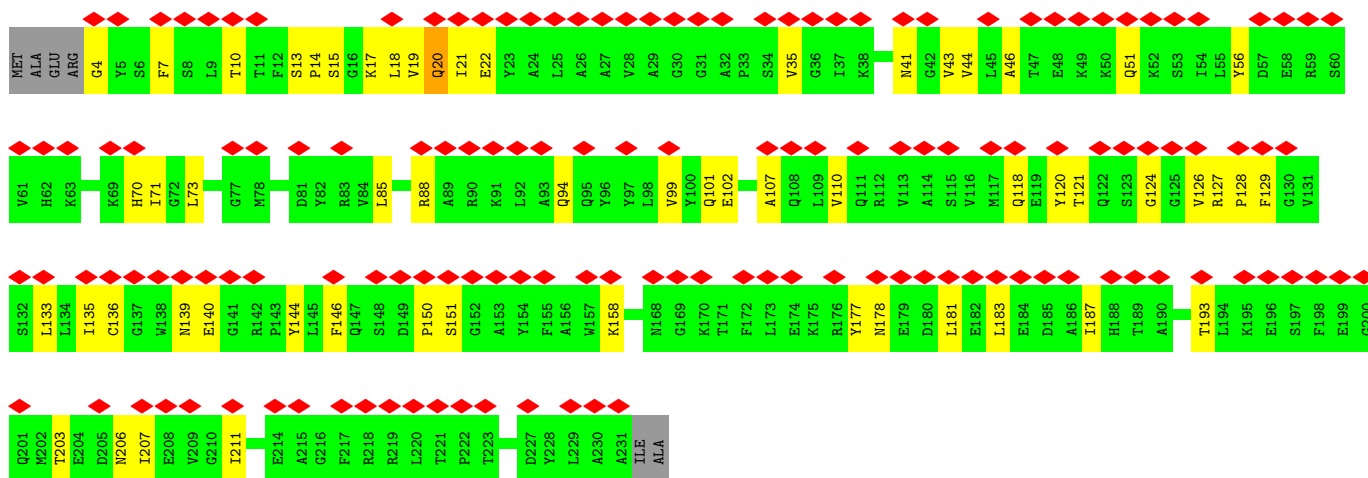 MET ALA GLU ARG G4 Y5 S6 F7 S8 L9 T10 T11 F12 S13 P14 S15 G16 K17 L18 V19 Q20 I21 E22 Y23 A24 L25 A26 A27 V28 A29 G30 G31 A32 P33 S34 V35 G36 I37 K38 N41 G42 V43 V44 L45 A46 T47 E48 K49 K50 Q51 K52 S53 I54 L55 Y56 D57 E58 R59 S60
V61 H62 K63 K69 H70 I71 G72 L73 G77 M78 D81 Y82 R83 V84 L85 R88 A89 R90 K91 L92 A93 Q94 Q95 Y96 Y97 L98 V99 Y100 Q101 E102 A107 Q108 L109 V110 Q111 R112 V113 A114 S115 V116 M117 Q118 E119 Y120 T121 Q122 S123 G124 G125 V126 R127 P128 F129 G130 V131
S132 L133 L134 I135 C136 G137 W138 N139 E140 G141 R142 P143 Y144 L145 F146 Q147 S148 D149 P150 S151 G152 A153 Y154 F155 A156 W157 K158 N168 G169 K170 T171 F172 L173 E174 K175 R176 Y177 N178 E179 D180 L181 E182 L183 E184 D185 A186 I187 H188 T189 A190 T193 L194 K195 E196 S197 F198 E199 G200
Q201 M202 T203 E204 D205 N206 I207 E208 V209 G210 I211 E214 A215 G216 F217 R218 R219 L220 T221 P222 T223 D227 Y228 L229 A230 A231 ILE ALA